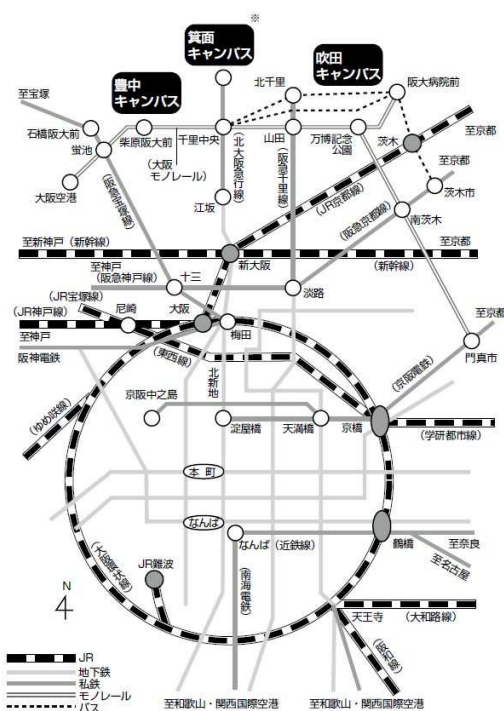 ※
箕面
キャンパス
豊中
キャンパス
吹田
キャンパス
至宝塚
北千里
阪大病院前
石橋阪大前
蛍池
柴原阪大前
千里中央
山田
万博記念
公園
茨木
至京都
至京都
(大阪
モノレール)
(北大阪急行線)
(阪急千里線)
大阪空港
(阪急宝塚線)
江坂
(JR京都線)
(阪急京都線)
茨木市
南茨木
至新神戸(新幹線)
新大阪
(新幹線)
至京都
至神戸
(阪急神戸線)
十三
淡路
(JR宝塚線)
尼崎
大阪
(JR神戸線)
至神戸
阪神電鉄
梅田
(東西線)
北新地
至京都
門真市
(京阪電鉄)
京阪中之島
淀屋橋
天満橋
京橋
(ゆめ咲線)
(学研都市線)
本町
なんば
なんば(近鉄線)
鶴橋
至奈良
至名古屋
(大阪環状線)
JR難波
(南海電鉄)
N
4
天王寺
(大和路線)
(阪和線)
JR
地下鉄
私鉄
モノレール
バス
至和歌山・関西国際空港
至和歌山・関西国際空港